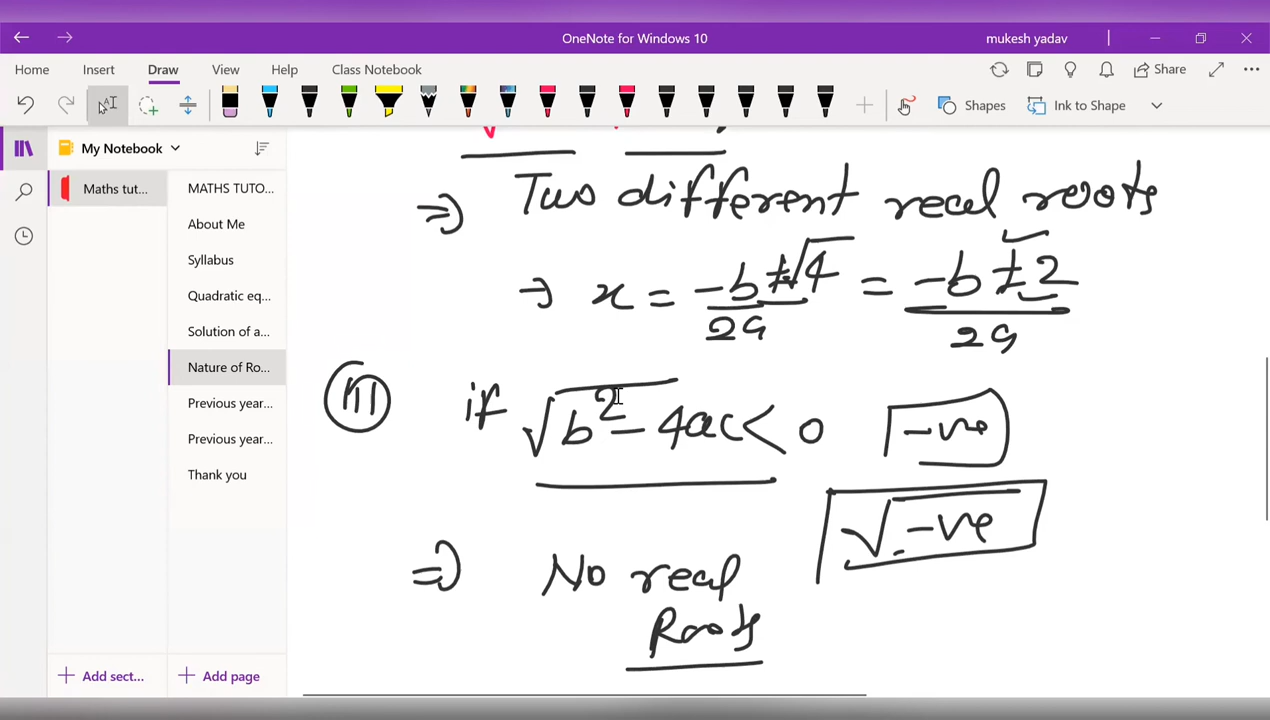 OneNote for Windows 10
mukesh yadav
Home Insert Draw View Help Class Notebook
Share
Shapes
Ink to Shape
My Notebook
Maths tut...
MATHS TUTO...
About Me
Syllabus
Quadratic eq...
Solution of a...
Nature of Ro...
Previous year...
Previous year...
Thank you
Add sect...
Add page
⇒ Two different real roots
→ x = -b ± √4 / 2a = -b ± 2 / 2a
III if √b² - 4ac < 0 -ve
√-ve
⇒ No real
Roots